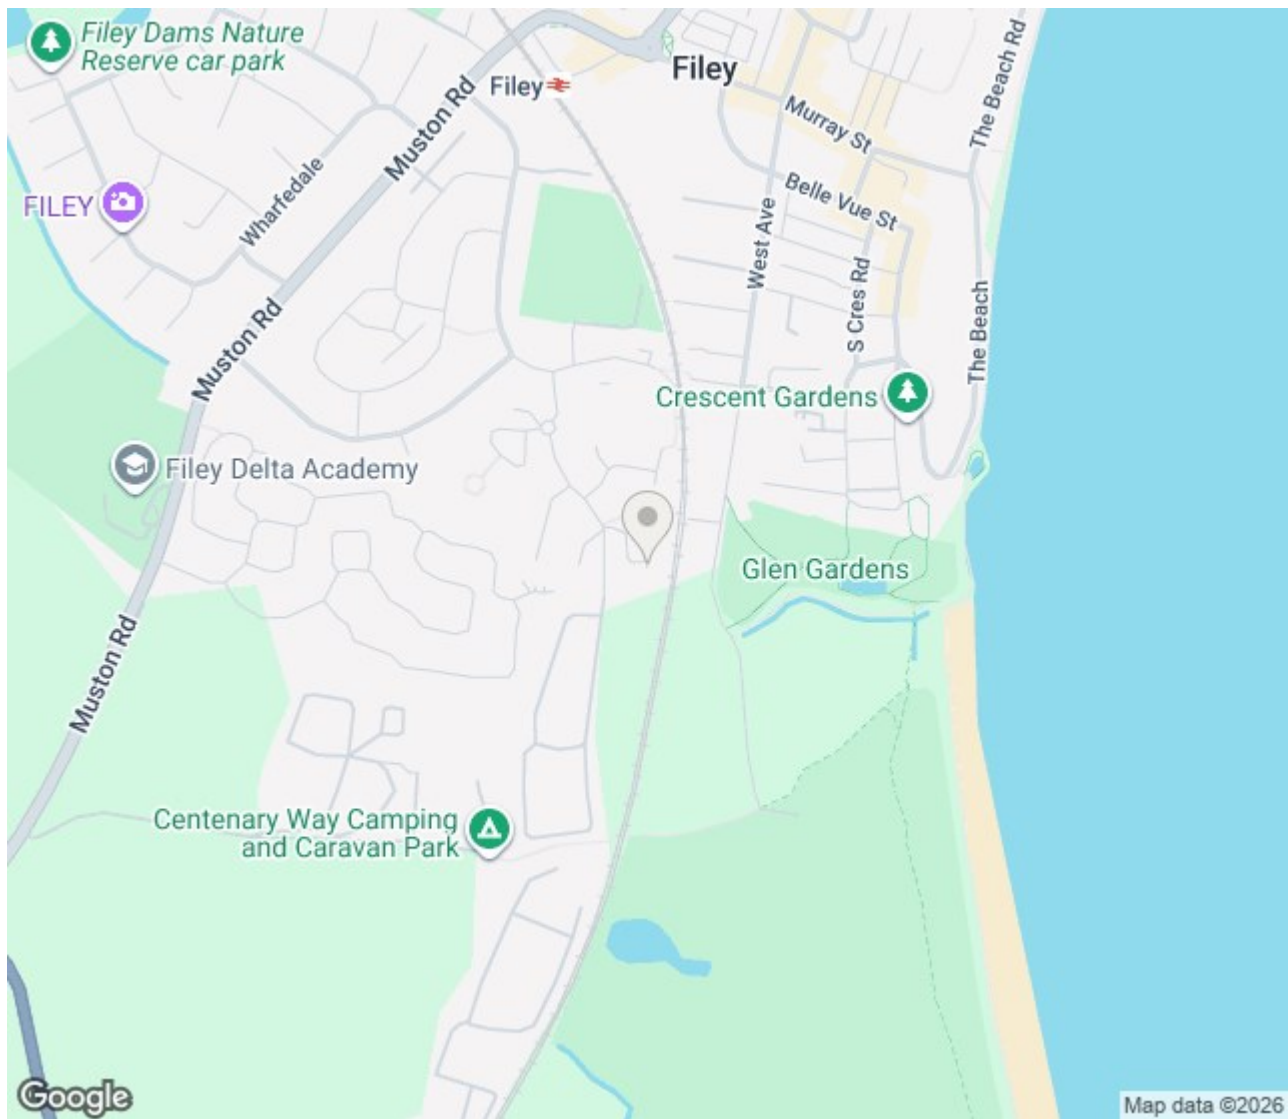 Filey Dams Nature
Reserve car park
Filey
Filey
Muston Rd
Murray St
The Beach Rd
Wharfedale
FILEY
Belle Vue St
West Ave
S Cres Rd
The Beach
Muston Rd
Crescent Gardens
Filey Delta Academy
Glen Gardens
Muston Rd
Centenary Way Camping
and Caravan Park
Google
Map data ©2026